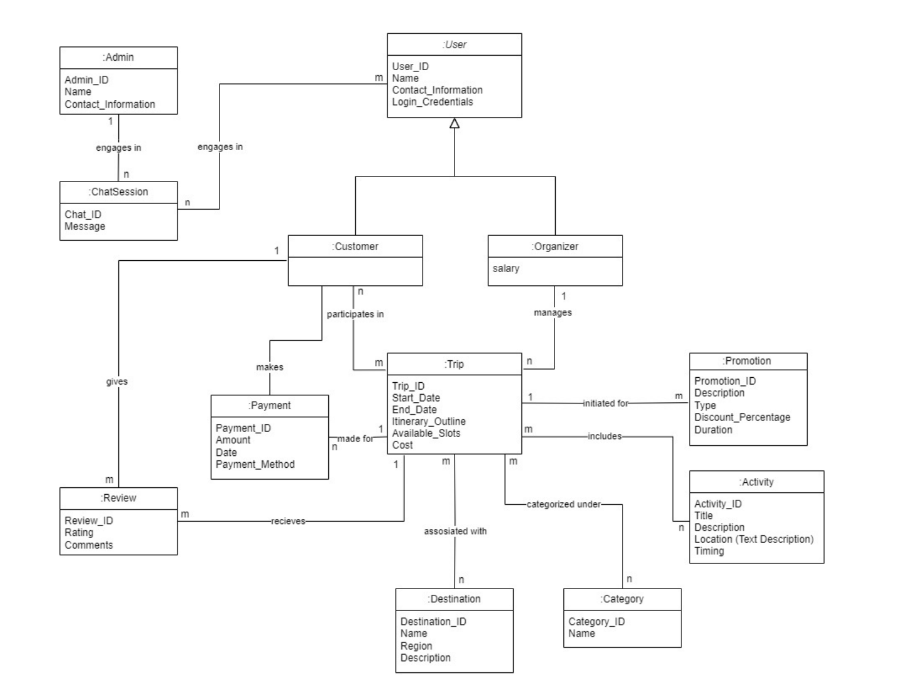 :User
User_ID
Name
Contact_Information
Login_Credentials
:Admin
Admin_ID
Name
Contact_Information
1
engages in
n
m
engages in
n
:ChatSession
Chat_ID
Message
:Customer
:Organizer
salary
1
n
participates in
m
1
manages
n
makes
gives
m
:Payment
Payment_ID
Amount
Date
Payment_Method
1
made for
n
:Trip
Trip_ID
Start_Date
End_Date
Itinerary_Outline
Available_Slots
Cost
:Promotion
Promotion_ID
Description
Type
Discount_Percentage
Duration
1
initiated for
m
m
includes
n
:Activity
Activity_ID
Title
Description
Location (Text Description)
Timing
:Review
Review_ID
Rating
Comments
m
recieves
1
m
assosiated with
n
m
categorized under
n
:Destination
Destination_ID
Name
Region
Description
:Category
Category_ID
Name